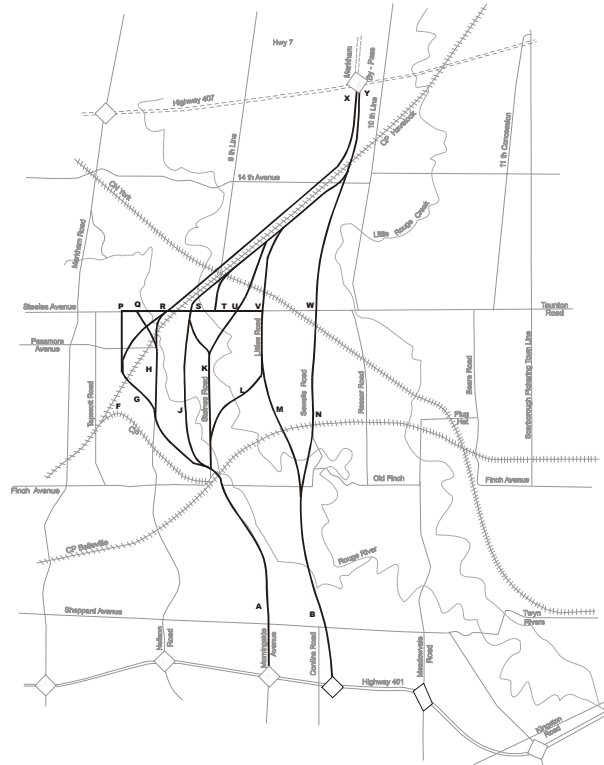 Hwy 7
Markham
By - Pass
X
Y
Highway 407
10 th Line
CP Havelock
9 th Line
11 th Concession
14 th Avenue
CN York
Markham Road
Little Rouge Creek
Steeles Avenue
P
Q
R
S
T
U
V
W
Taunton
Road
Passmore
Avenue
Littles Road
H
K
Tapscott Road
Staines Road
Sewells Road
Reesor Road
Beare Road
Scarborough Pickering Town Line
L
F
G
J
M
N
Plug
Hat
Finch Avenue
Old Finch
Finch Avenue
CP Belleville
Rouge River
A
B
Sheppard Avenue
Twyn
Rivers
Neilson
Road
Morningside
Avenue
Conlins Road
Meadowvale
Road
Highway 401
Kingston
Road